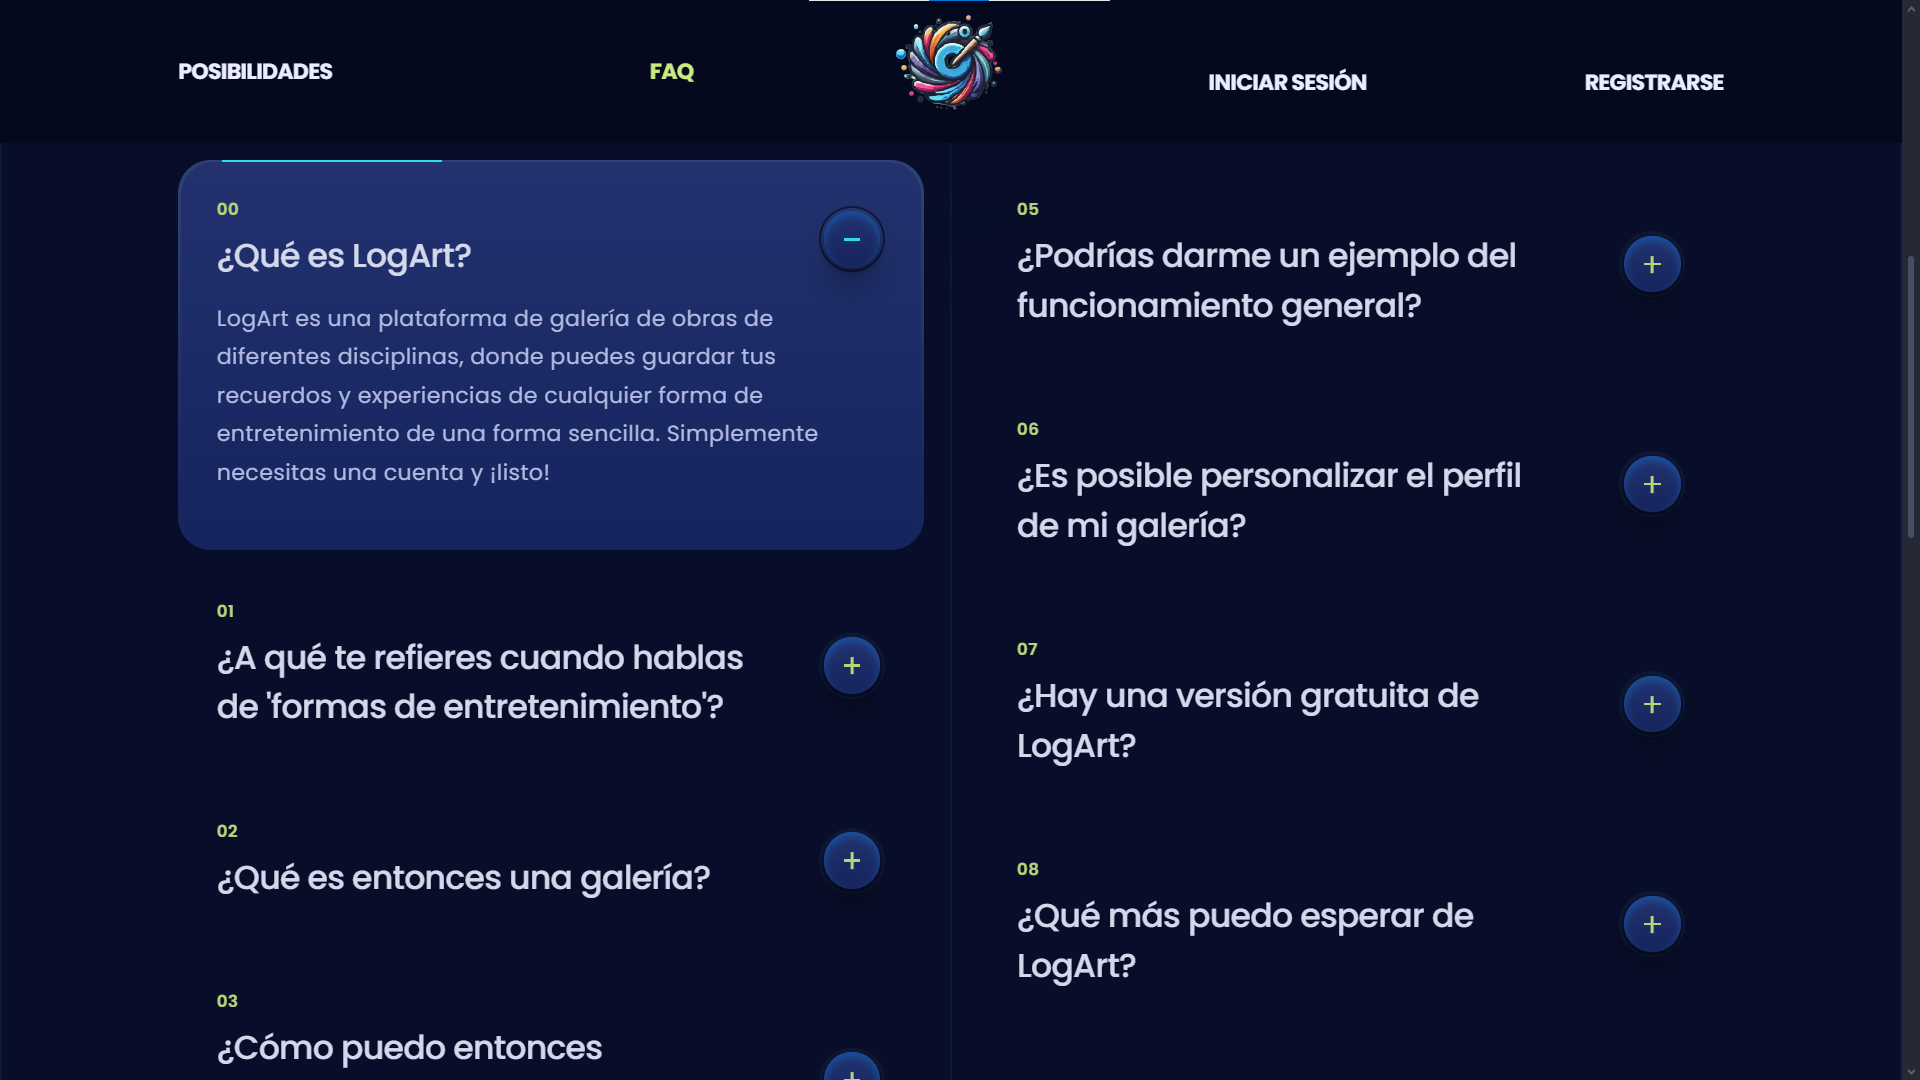 POSIBILIDADES
FAQ
INICIAR SESIÓN
REGISTRARSE
00
¿Qué es LogArt?
LogArt es una plataforma de galería de obras de
diferentes disciplinas, donde puedes guardar tus
recuerdos y experiencias de cualquier forma de
entretenimiento de una forma sencilla. Simplemente
necesitas una cuenta y ¡listo!
01
¿A qué te refieres cuando hablas
de 'formas de entretenimiento'?
02
¿Qué es entonces una galería?
03
¿Cómo puedo entonces
05
¿Podrías darme un ejemplo del
funcionamiento general?
06
¿Es posible personalizar el perfil
de mi galería?
07
¿Hay una versión gratuita de
LogArt?
08
¿Qué más puedo esperar de
LogArt?